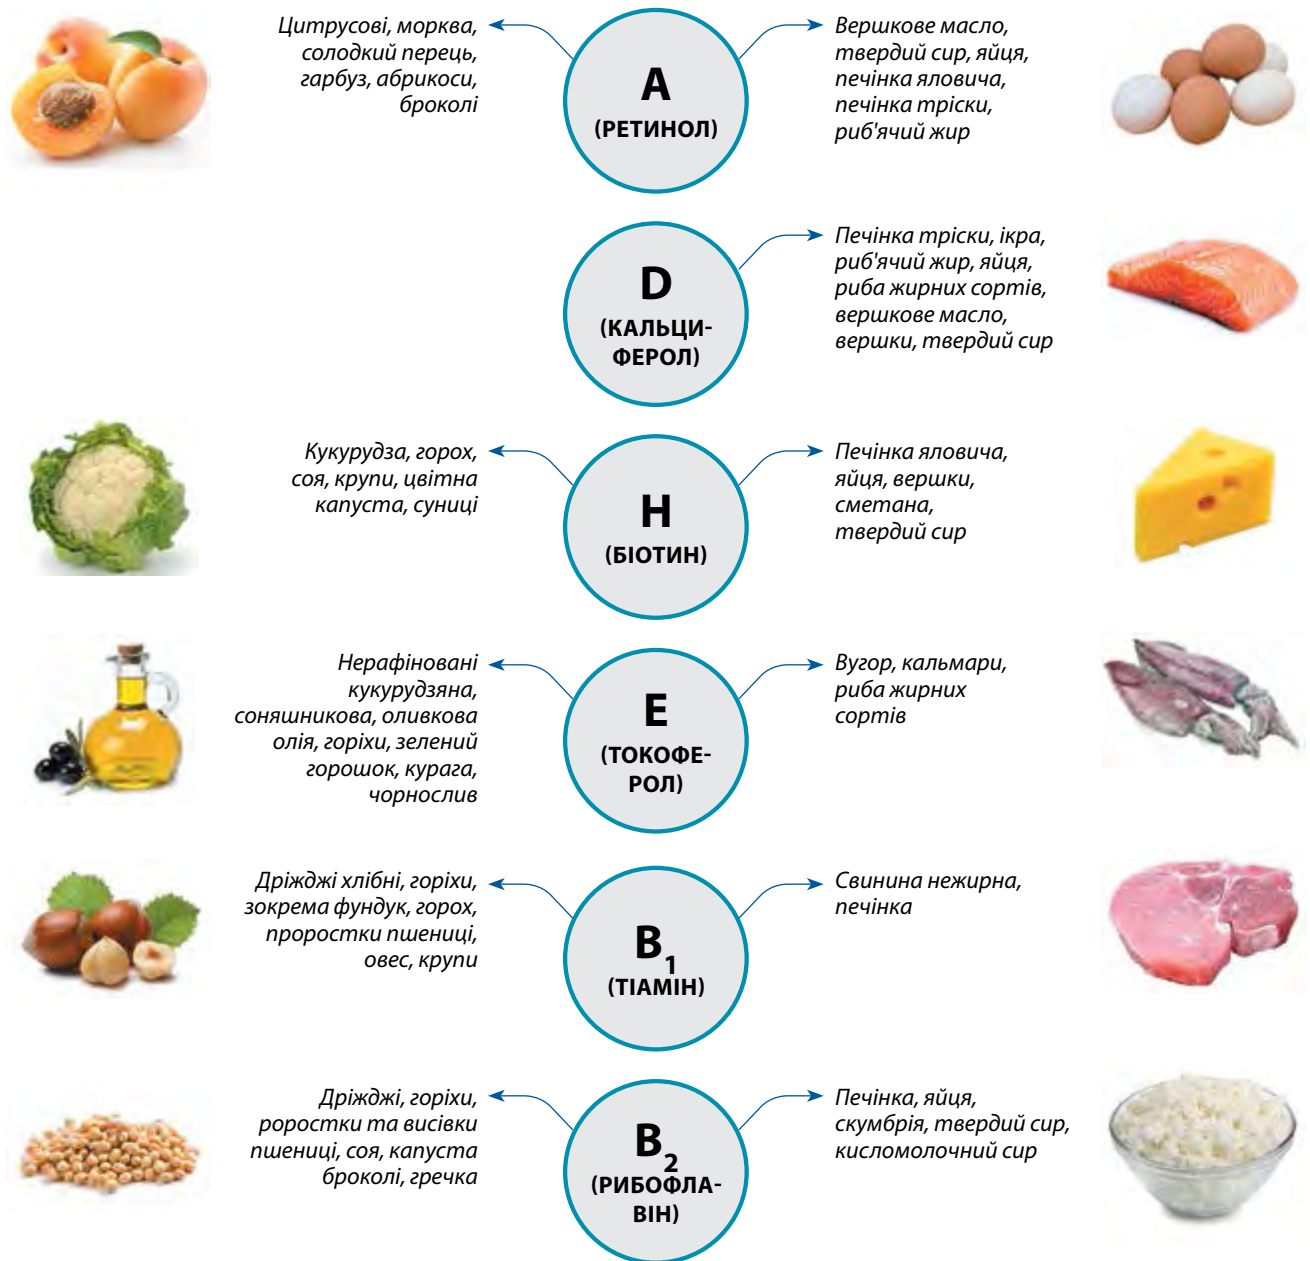 Цитрусові, морква,
солодкий перець,
гарбуз, абрикоси,
броколі
А
(РЕТИНОЛ)
Вершкове масло,
твердий сир, яйця,
печінка яловича,
печінка тріски,
риб'ячий жир
D
(КАЛЬЦИ-
ФЕРОЛ)
Печінка тріски, ікра,
риб'ячий жир, яйця,
риба жирних сортів,
вершкове масло,
вершки, твердий сир
Кукурудза, горох,
соя, крупи, цвітна
капуста, суниці
Н
(БІОТИН)
Печінка яловича,
яйця, вершки,
сметана,
твердий сир
Нерафіновані
кукурудзяна,
соняшникова, оливкова
олія, горіхи, зелений
горошок, курага,
чорнослив
Е
(ТОКОФЕ-
РОЛ)
Вугор, кальмари,
риба жирних
сортів
Дріжджі хлібні, горіхи,
зокрема фундук, горох,
проростки пшениці,
овес, крупи
В1
(ТІАМІН)
Свинина нежирна,
печінка
Дріжджі, горіхи,
роростки та висівки
пшениці, соя, капуста
броколі, гречка
В2
(РИБОФЛА-
ВІН)
Печінка, яйця,
скумбрія, твердий сир,
кисломолочний сир